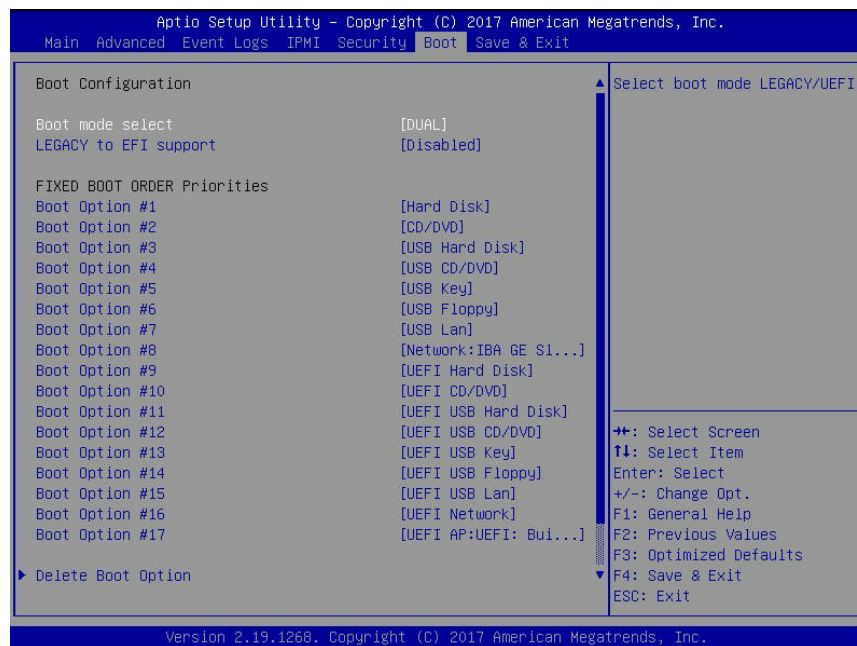 Aptio Setup Utility – Copyright (C) 2017 American Megatrends, Inc.
Main Advanced Event Logs IPMI Security Boot Save & Exit
Boot Configuration
Select boot mode LEGACY/UEFI
Boot mode select [DUAL]
LEGACY to EFI support [Disabled]
FIXED BOOT ORDER Priorities
Boot Option #1 [Hard Disk]
Boot Option #2 [CD/DVD]
Boot Option #3 [USB Hard Disk]
Boot Option #4 [USB CD/DVD]
Boot Option #5 [USB Key]
Boot Option #6 [USB Floppy]
Boot Option #7 [USB Lan]
Boot Option #8 [Network:IBA GE Sl...]
Boot Option #9 [UEFI Hard Disk]
Boot Option #10 [UEFI CD/DVD]
Boot Option #11 [UEFI USB Hard Disk]
Boot Option #12 [UEFI USB CD/DVD]
Boot Option #13 [UEFI USB Key]
Boot Option #14 [UEFI USB Floppy]
Boot Option #15 [UEFI USB Lan]
Boot Option #16 [UEFI Network]
Boot Option #17 [UEFI AP:UEFI: Bui...]
Delete Boot Option
→←: Select Screen
↑↓: Select Item
Enter: Select
+/-: Change Opt.
F1: General Help
F2: Previous Values
F3: Optimized Defaults
F4: Save & Exit
ESC: Exit
Version 2.19.1268. Copyright (C) 2017 American Megatrends, Inc.